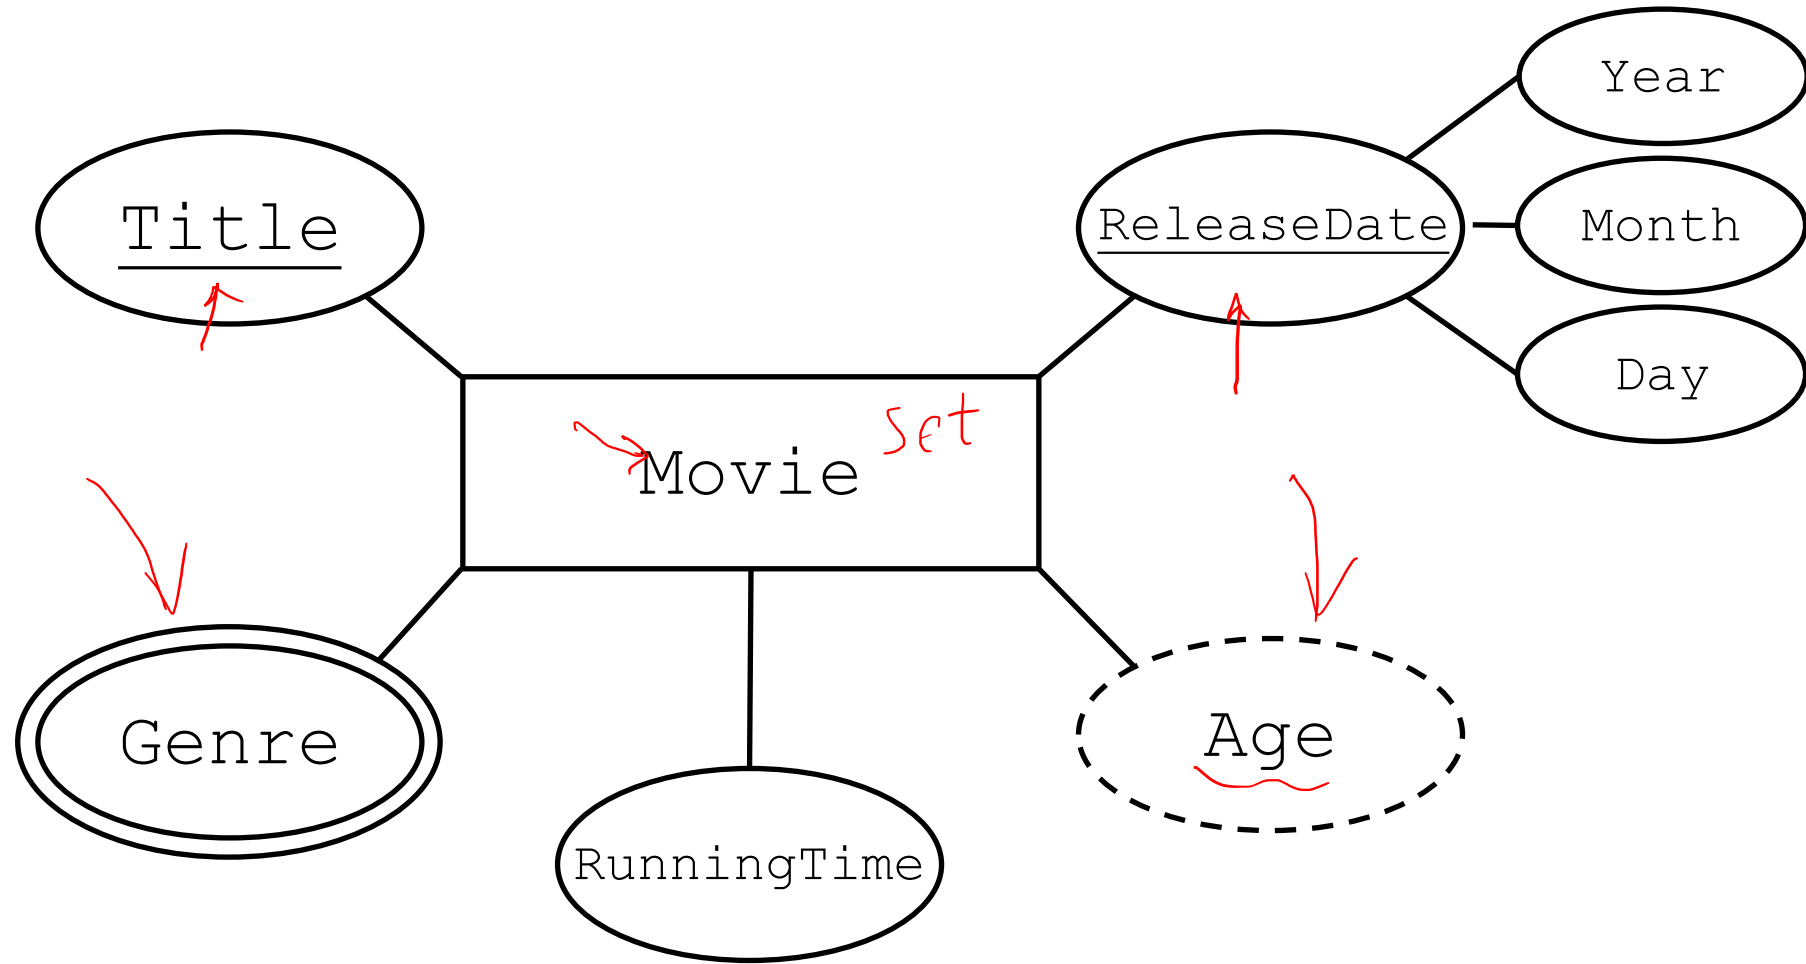 Year
Title
ReleaseDate
Month
Day
Set
Movie
Genre
Age
RunningTime